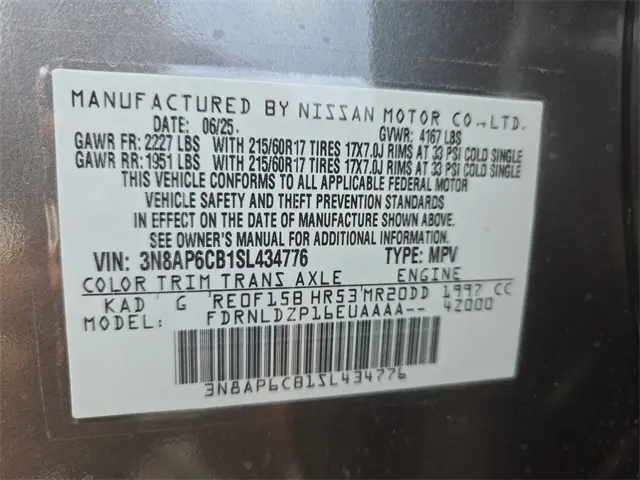 MANUFACTURED BY NISSAN MOTOR CO.,LTD.
DATE: 06/25. GVWR: 4167 LBS
GAWR FR: 2227 LBS WITH 215/60R17 TIRES 17X7.0J RIMS AT 33 PSI COLD SINGLE
GAWR RR: 1951 LBS WITH 215/60R17 TIRES 17X7.0J RIMS AT 33 PSI COLD SINGLE
THIS VEHICLE CONFORMS TO ALL APPLICABLE FEDERAL MOTOR
VEHICLE SAFETY AND THEFT PREVENTION STANDARDS
IN EFFECT ON THE DATE OF MANUFACTURE SHOWN ABOVE.
SEE OWNER'S MANUAL FOR ADDITIONAL INFORMATION.
VIN: 3N8AP6CB1SL434776 TYPE: MPV
COLOR TRIM TRANS AXLE ENGINE
KAD G RE0F15B HR53 MR20DD 1997 CC
MODEL: FDRNLDZP16EUAAAA-- 42000
3N8AP6CB1SL434776